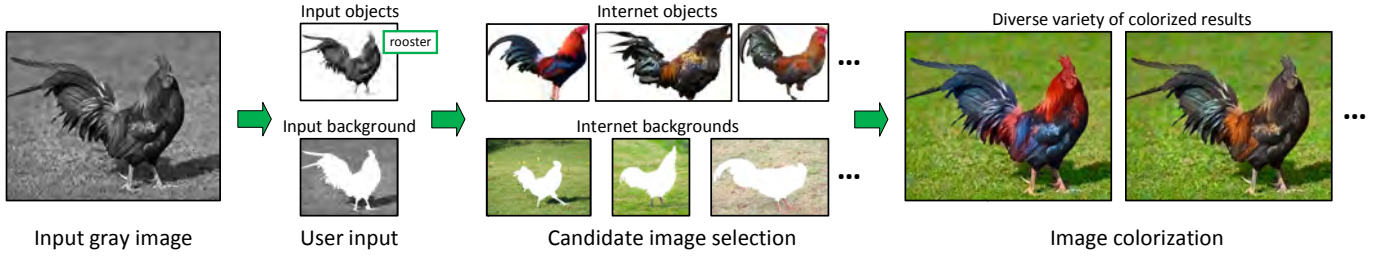 Input objects
rooster
Input background
Internet objects
...
Internet backgrounds
...
Diverse variety of colorized results
...
Input gray image
User input
Candidate image selection
Image colorization